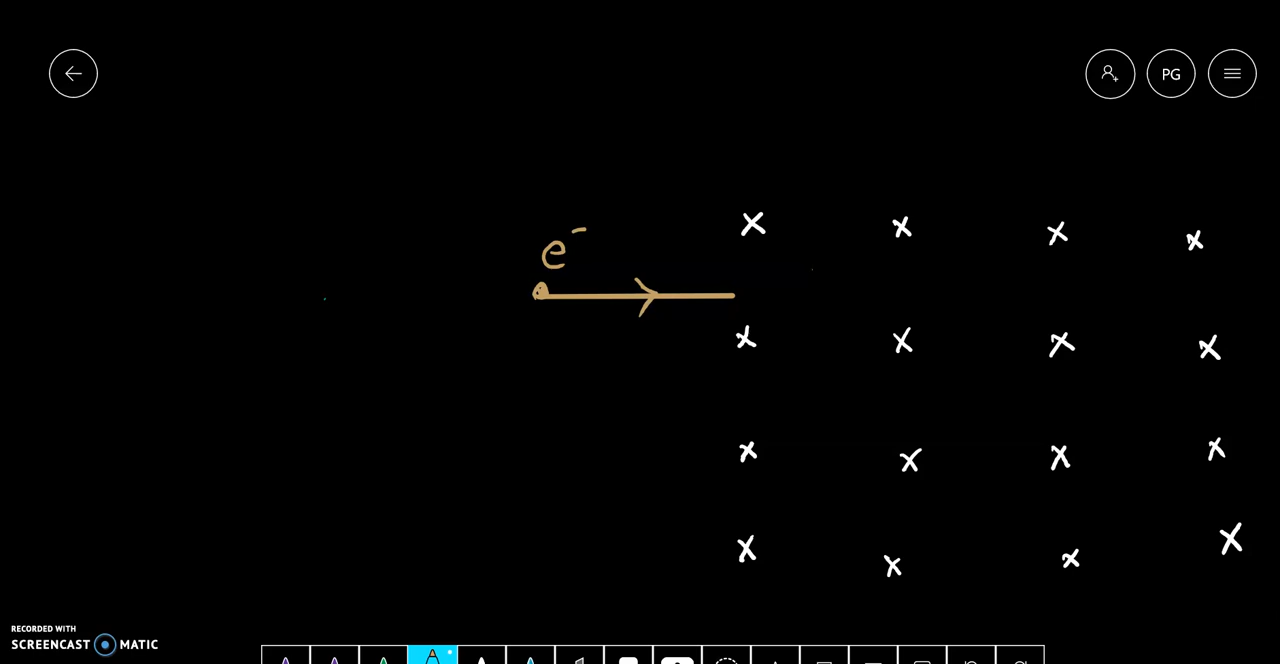 PG
e⁻
x x x x
x x x x
x x x x
x x x x
RECORDED WITH
SCREENCAST MATIC